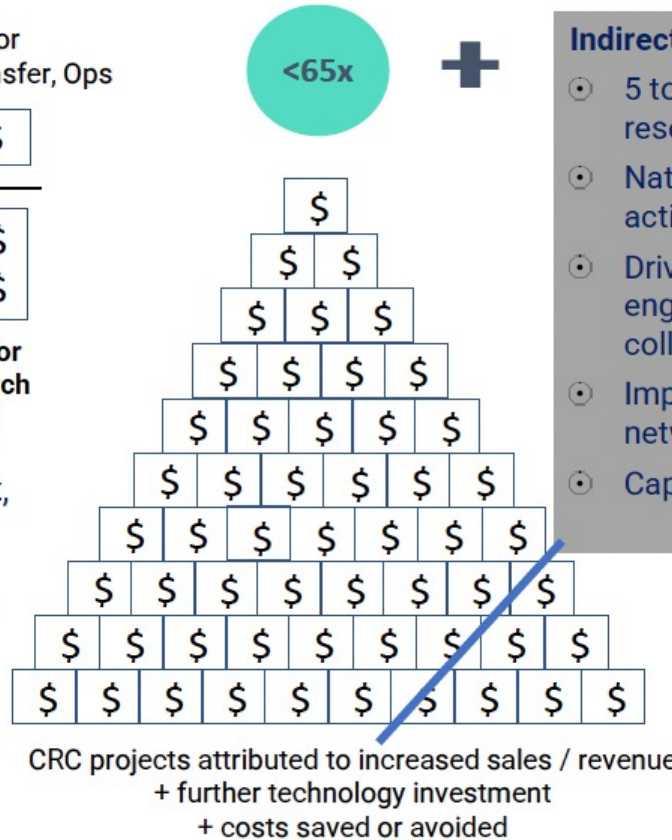 or
sfer, Ops
$
$
$
or
ch
<65x
+
$
$ $
$ $ $
$ $ $ $
$ $ $ $ $
$ $ $ $ $ $
$ $ $ $ $ $ $
$ $ $ $ $ $ $ $
$ $ $ $ $ $ $ $ $
$ $ $ $ $ $ $ $ $ $
CRC projects attributed to increased sales / revenue
+ further technology investment
+ costs saved or avoided
Indirect
5 to
rese
Nat
acti
Driv
eng
coll
Imp
netw
Cap